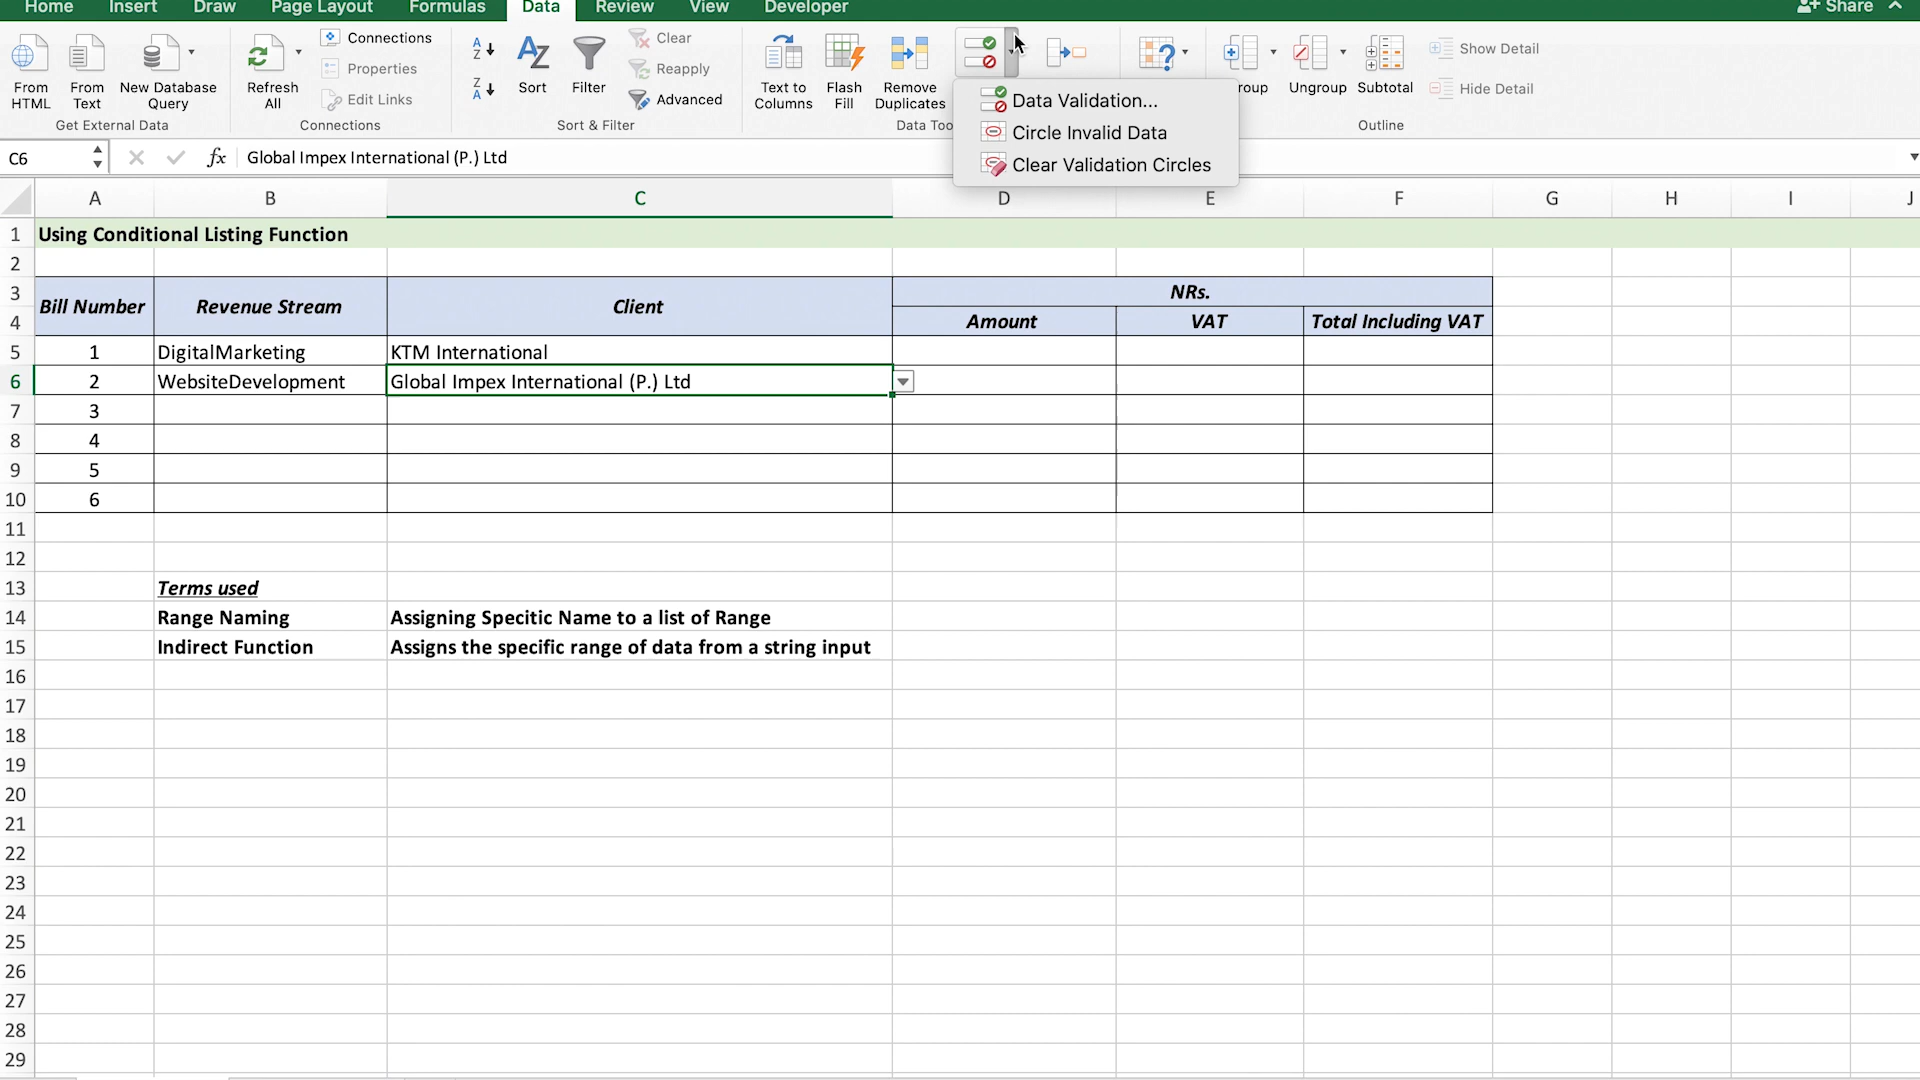 Home Insert Draw Page Layout Formulas Data Review View Developer Share
From HTML
From Text
New Database Query
Get External Data
Refresh All
Connections
Properties
Edit Links
Connections
Sort
Filter
Clear
Reapply
Advanced
Sort & Filter
Text to Columns
Flash Fill
Remove Duplicates
Data Too
Data Validation...
Circle Invalid Data
Clear Validation Circles
roup
Ungroup
Subtotal
Show Detail
Hide Detail
Outline
C6 fx Global Impex International (P.) Ltd
A B C D E F G H I J
1 Using Conditional Listing Function
2
3 Bill Number Revenue Stream Client NRs.
4 Amount VAT Total Including VAT
5 1 DigitalMarketing KTM International
6 2 WebsiteDevelopment Global Impex International (P.) Ltd
7 3
8 4
9 5
10 6
11
12
13 Terms used
14 Range Naming Assigning Specitic Name to a list of Range
15 Indirect Function Assigns the specific range of data from a string input
16
17
18
19
20
21
22
23
24
25
26
27
28
29